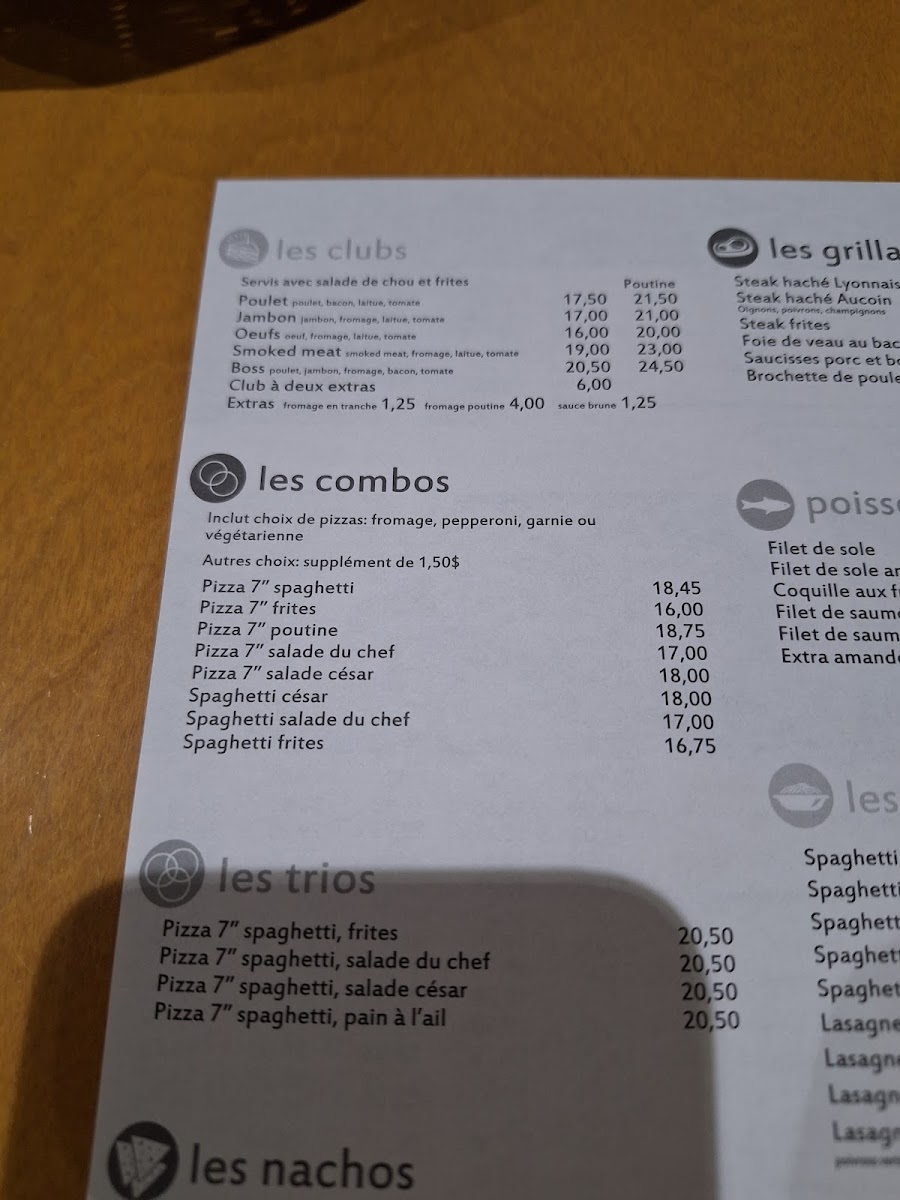 les clubs
Servis avec salade de chou et frites
Poutine
Poulet poulet, bacon, laitue, tomate 17,50 21,50
Jambon jambon, fromage, laitue, tomate 17,00 21,00
Oeufs oeuf, fromage, laitue, tomate 16,00 20,00
Smoked meat smoked meat, fromage, laitue, tomate 19,00 23,00
Boss poulet, jambon, fromage, bacon, tomate 20,50 24,50
Club à deux extras 6,00
Extras fromage en tranche 1,25 fromage poutine 4,00 sauce brune 1,25
les combos
Inclut choix de pizzas: fromage, pepperoni, garnie ou
végétarienne
Autres choix: supplément de 1,50$
Pizza 7" spaghetti 18,45
Pizza 7" frites 16,00
Pizza 7" poutine 18,75
Pizza 7" salade du chef 17,00
Pizza 7" salade césar 18,00
Spaghetti césar 18,00
Spaghetti salade du chef 17,00
Spaghetti frites 16,75
les trios
Pizza 7" spaghetti, frites 20,50
Pizza 7" spaghetti, salade du chef 20,50
Pizza 7" spaghetti, salade césar 20,50
Pizza 7" spaghetti, pain à l'ail 20,50
les nachos
les grilla
Steak haché Lyonnais
Steak haché Aucoin
Oignons, poivrons, champignons
Steak frites
Foie de veau au bac
Saucisses porc et b
Brochette de poule
poiss
Filet de sole
Filet de sole a
Coquille aux f
Filet de saum
Filet de saum
Extra amand
les
Spaghetti
Spaghetti
Spaghett
Spaghet
Spaghet
Lasagne
Lasagn
Lasagn
Lasag